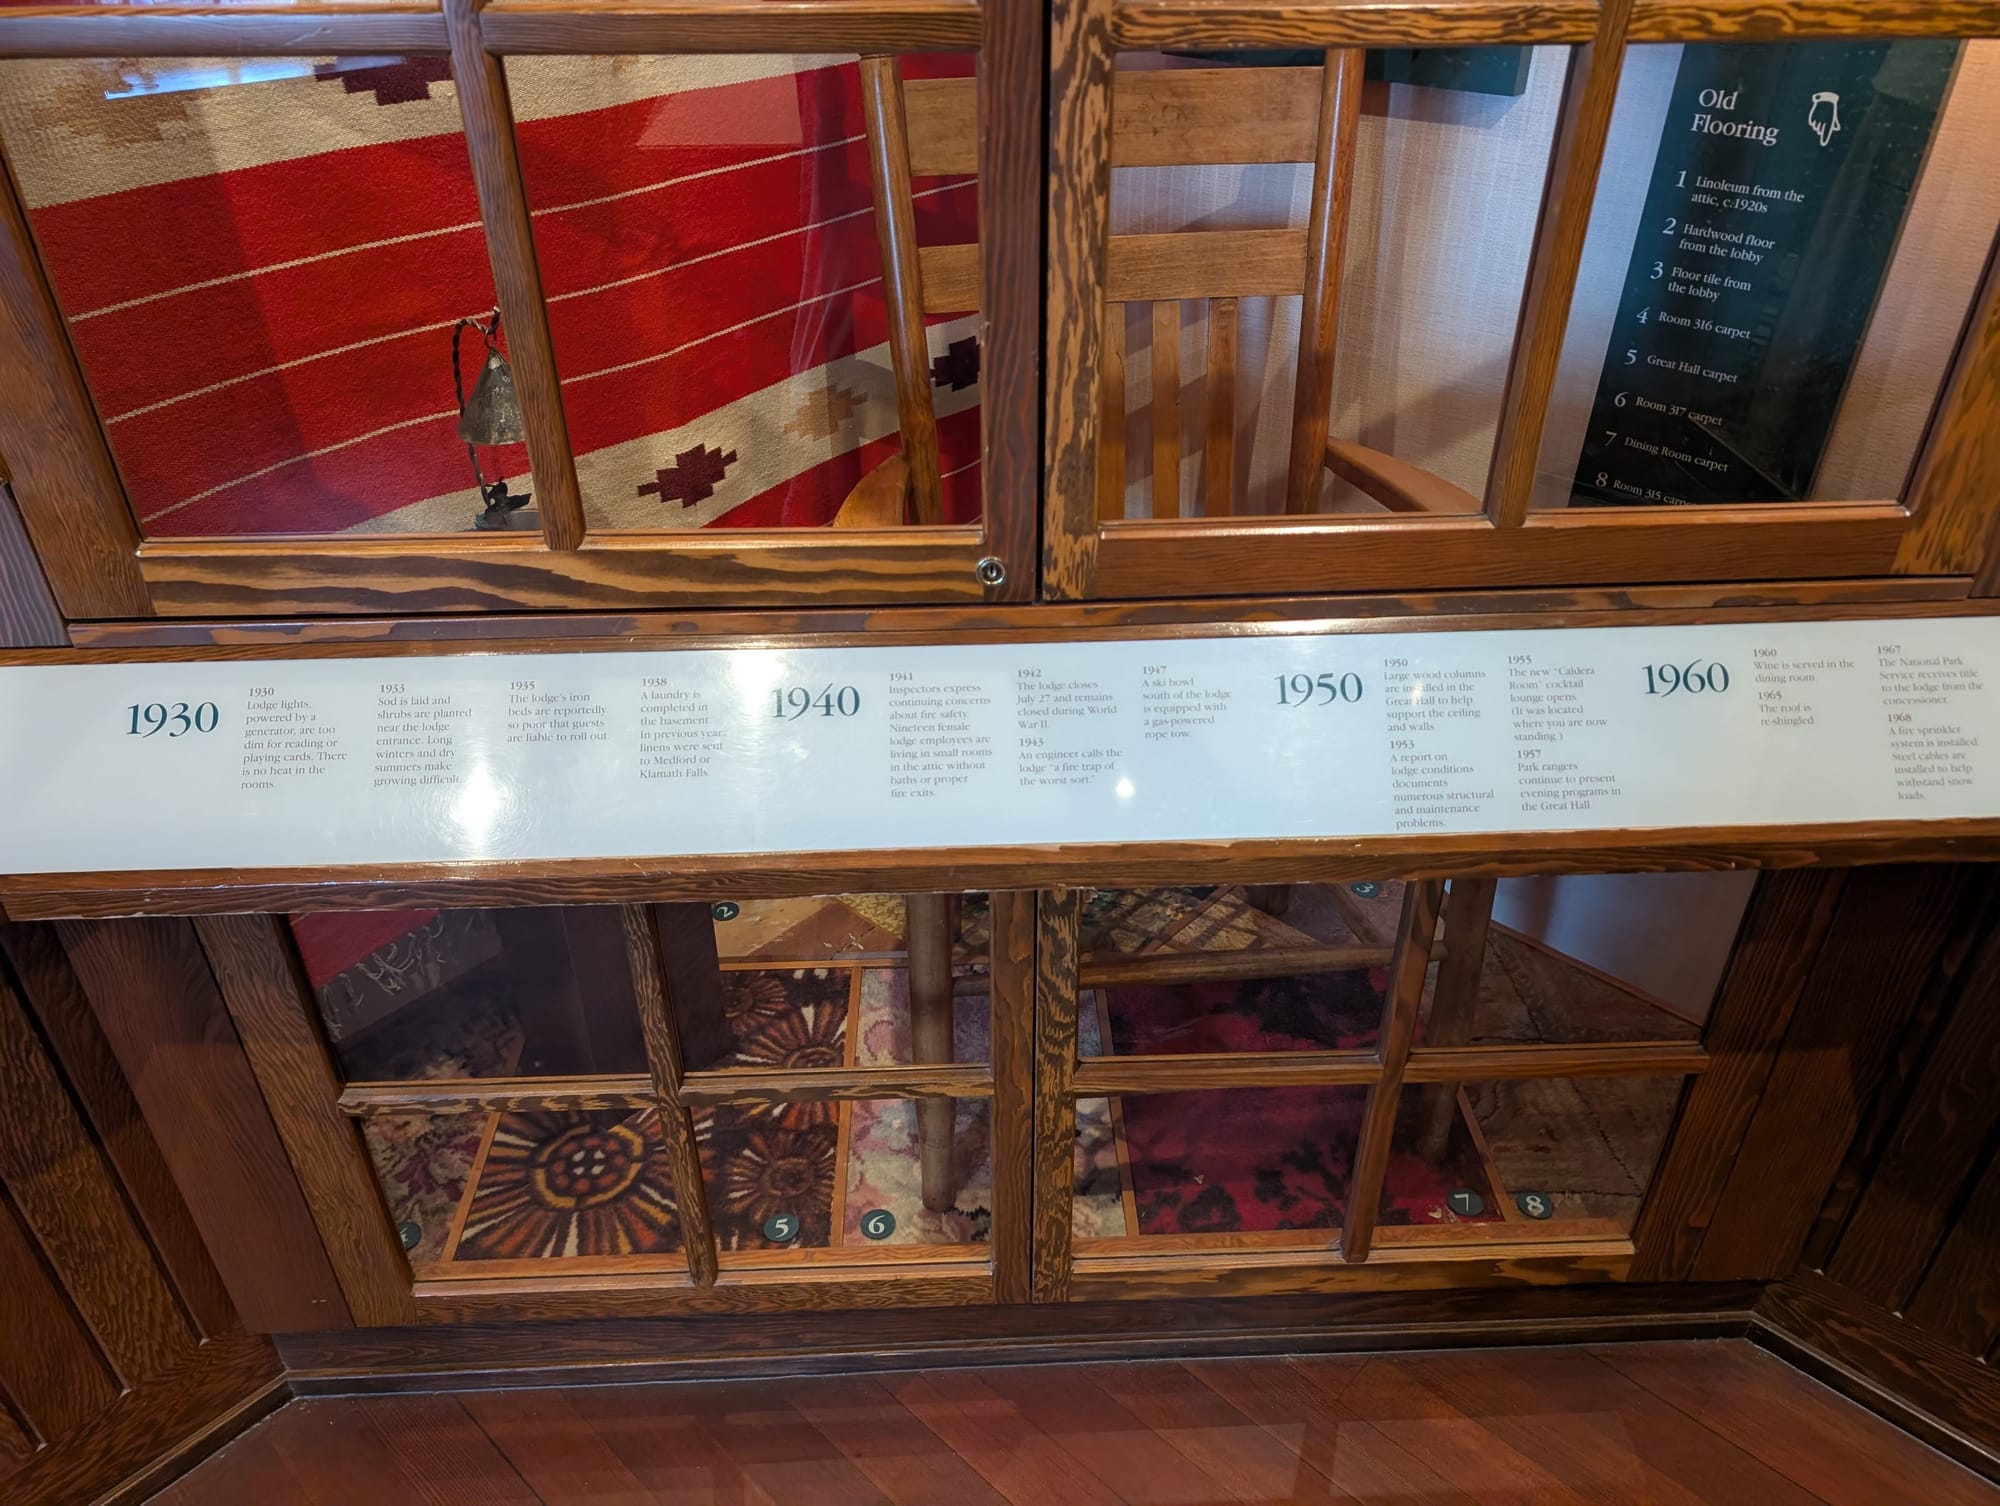 Old
Flooring
1 Linoleum from the
attic, c.1920s
2 Hardwood floor
from the lobby
3 Floor tile from
the lobby
4 Room 316 carpet
5 Great Hall carpet
6 Room 317 carpet
7 Dining Room carpet
8 Room 315
1930
1930
Lodge lights,
powered by a
generator, are too
dim for reading or
playing cards. There
is no heat in the
rooms.
1933
Sod is laid and
shrubs are planted
near the lodge
entrance. Long
winters and dry
summers make
growing difficult.
1935
The lodge's iron
beds are reportedly
so poor that guests
are liable to roll out.
1938
A laundry is
completed in
the basement.
In previous years,
linens were sent
to Medford or
Klamath Falls.
1940
1941
Inspectors express
continuing concerns
about fire safety.
Nineteen female
lodge employees are
living in small rooms
in the attic without
baths or proper
fire exits.
1942
The lodge closes
July 27 and remains
closed during World
War II.
1943
An engineer calls the
lodge "a fire trap of
the worst sort."
1947
A ski bowl
south of the lodge
is equipped with
a gas-powered
rope tow.
1950
1950
Large wood columns
are installed in the
Great Hall to help
support the ceiling
and walls.
1953
A report on
lodge conditions
documents
numerous structural
and maintenance
problems.
1955
The new "Caldera
Room" cocktail
lounge opens.
(It was located
where you are now
standing.)
1957
Park rangers
continue to present
evening programs in
the Great Hall.
1960
1960
Wine is served in the
dining room.
1965
The roof is
re-shingled.
1967
The National Park
Service receives title
to the lodge from the
concessioner.
1968
A fire sprinkler
system is installed.
Steel cables are
installed to help
withstand snow
loads.
2
3
4
5
6
7
8